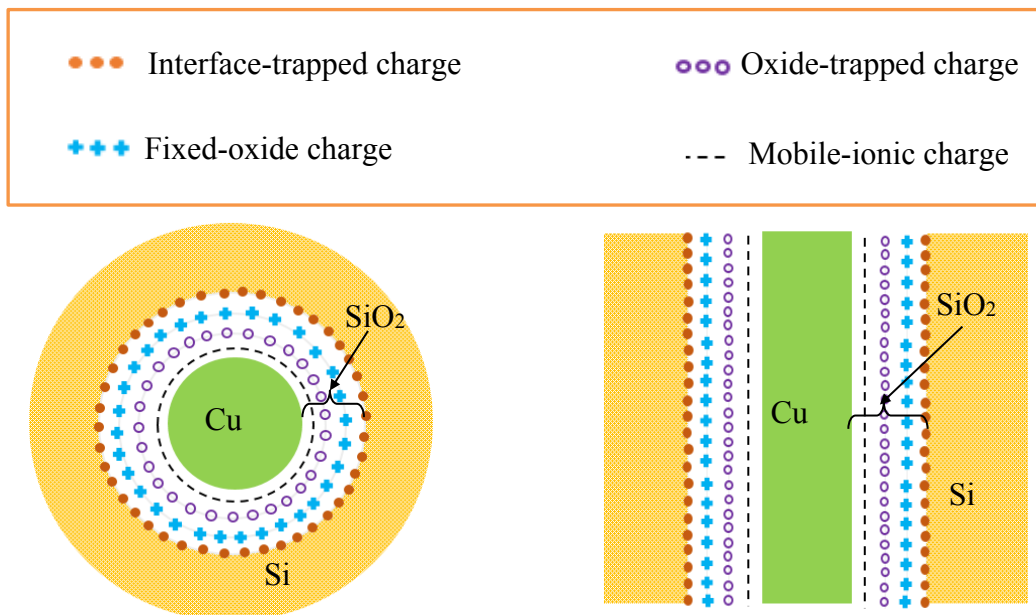 Interface-trapped charge
Oxide-trapped charge
Fixed-oxide charge
Mobile-ionic charge
SiO₂
Cu
Si
SiO₂
Cu
Si